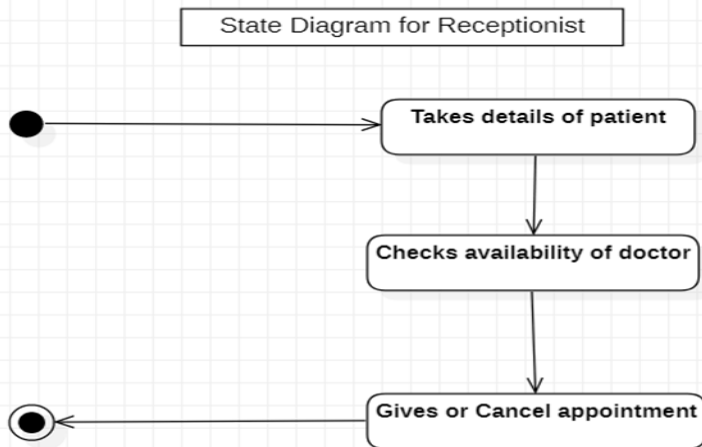 State Diagram for Receptionist
Takes details of patient
Checks availability of doctor
Gives or Cancel appointment